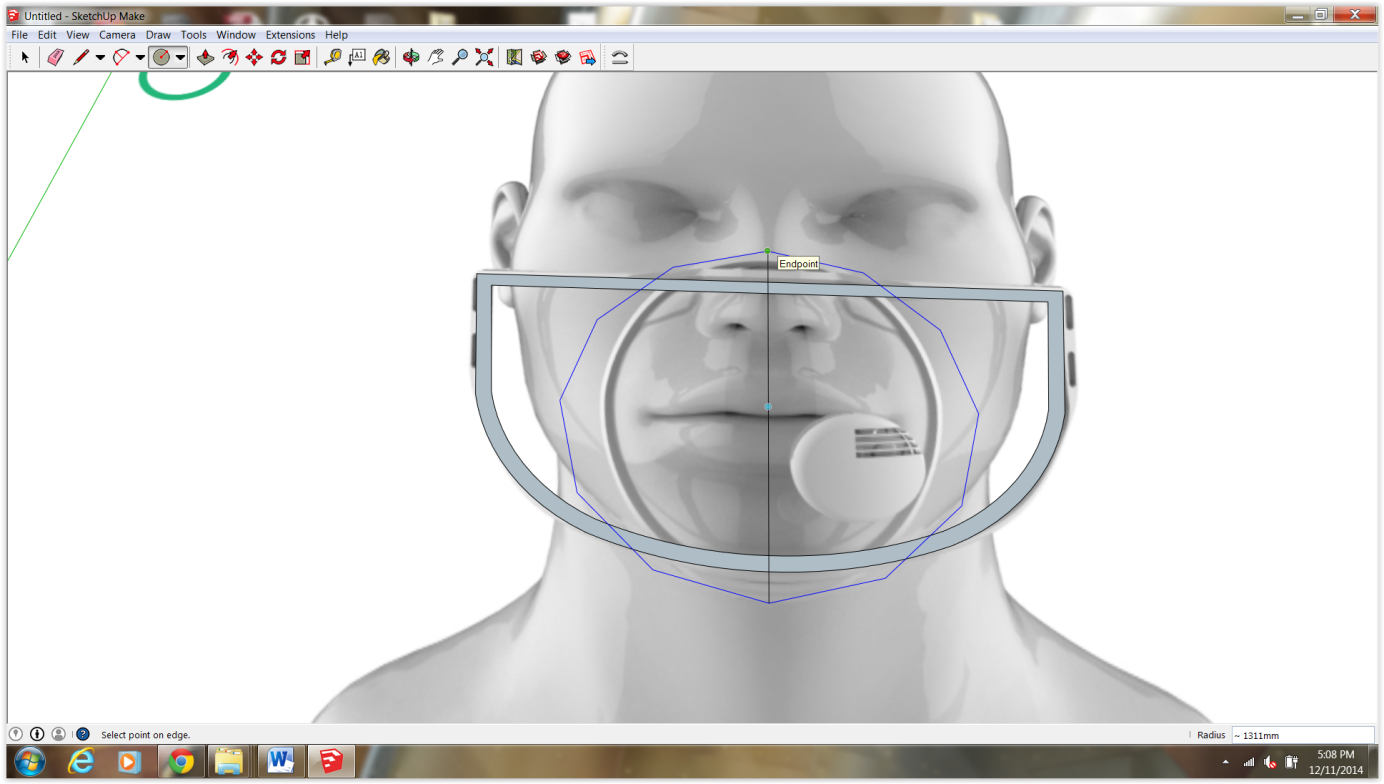 Untitled - SketchUp Make
File Edit View Camera Draw Tools Window Extensions Help
A1
Endpoint
Select point on edge.
Radius ~ 1311mm
5:08 PM
12/11/2014